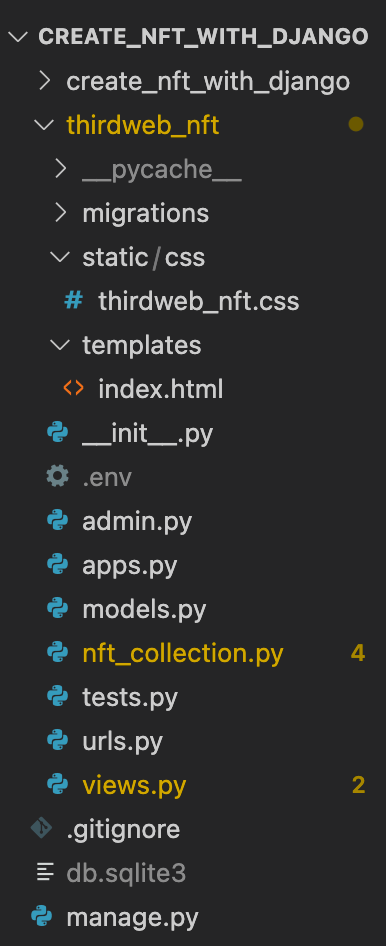 CREATE_NFT_WITH_DJANGO
create_nft_with_django
thirdweb_nft
__pycache__
migrations
static/css
# thirdweb_nft.css
templates
<> index.html
__init__.py
.env
admin.py
apps.py
models.py
nft_collection.py 4
tests.py
urls.py
views.py 2
.gitignore
db.sqlite3
manage.py